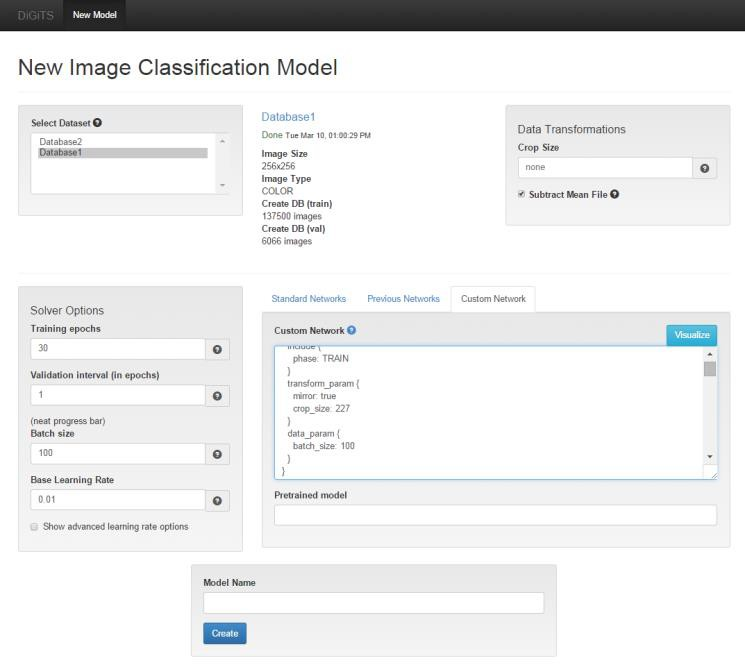 DiGiTS New Model
New Image Classification Model
Select Dataset
Database2
Database1
Database1
Done Tue Mar 10, 01:00:29 PM
Image Size
256x256
Image Type
COLOR
Create DB (train)
137500 images
Create DB (val)
6066 images
Data Transformations
Crop Size
none
Subtract Mean File
Solver Options
Training epochs
30
Validation interval (in epochs)
1
(neat progress bar)
Batch size
100
Base Learning Rate
0.01
Show advanced learning rate options
Standard Networks Previous Networks Custom Network
Custom Network
Visualize
include {
phase: TRAIN
}
transform_param {
mirror: true
crop_size: 227
}
data_param {
batch_size: 100
}
}
Pretrained model
Model Name
Create